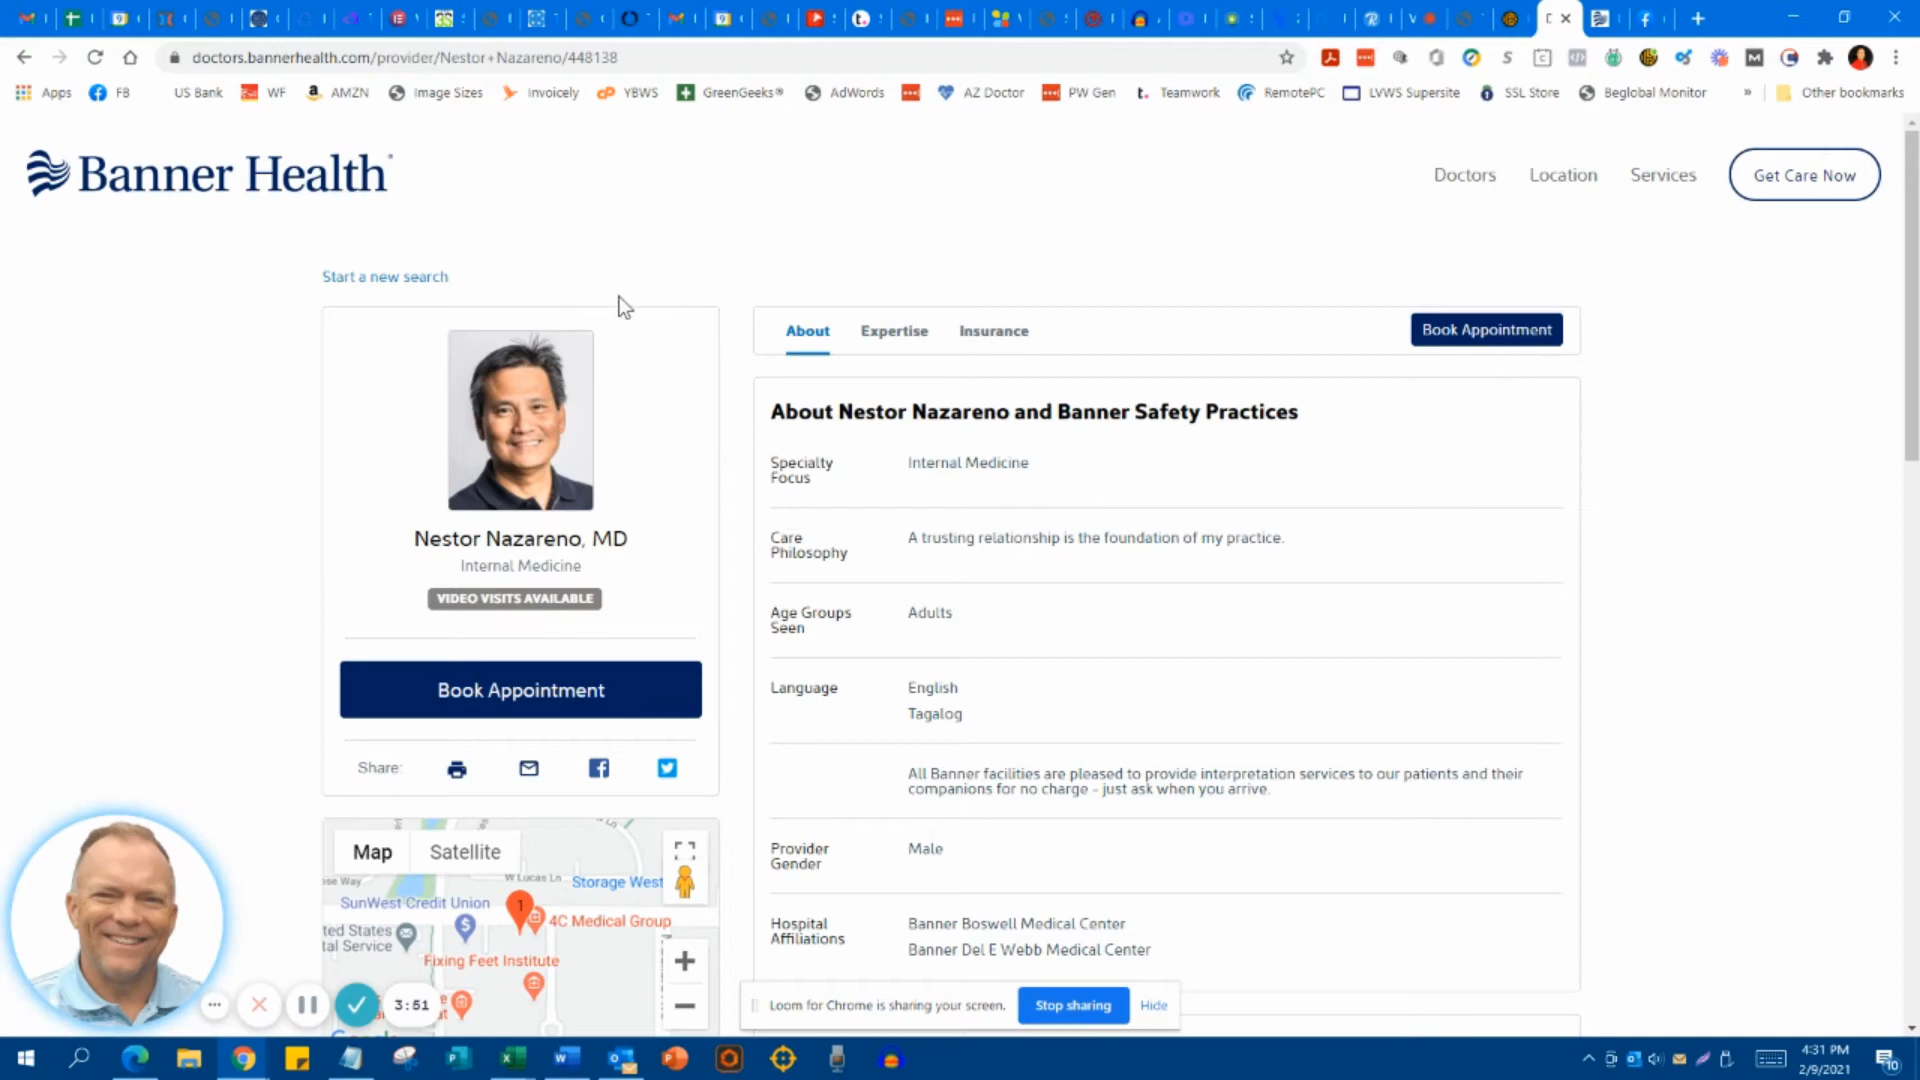 doctors.bannerhealth.com/provider/Nestor+Nazareno/448138
Apps
FB
US Bank
WF
AMZN
Image Sizes
Invoicely
YBWS
GreenGeeks®
AdWords
AZ Doctor
PW Gen
Teamwork
RemotePC
LVWS Supersite
SSL Store
Beglobal Monitor
»
Other bookmarks
Banner Health
Doctors
Location
Services
Get Care Now
Start a new search
About
Expertise
Insurance
Book Appointment
Nestor Nazareno, MD
Internal Medicine
VIDEO VISITS AVAILABLE
Book Appointment
Share:
About Nestor Nazareno and Banner Safety Practices
Specialty
Focus
Internal Medicine
Care
Philosophy
A trusting relationship is the foundation of my practice.
Age Groups
Seen
Adults
Language
English
Tagalog
All Banner facilities are pleased to provide interpretation services to our patients and their
companions for no charge - just ask when you arrive.
Provider
Gender
Male
Hospital
Affiliations
Banner Boswell Medical Center
Banner Del E Webb Medical Center
Map
Satellite
W Lucas Ln
Storage West
SunWest Credit Union
1
4C Medical Group
Fixing Feet Institute
3:51
Loom for Chrome is sharing your screen.
Stop sharing
Hide
4:31 PM
2/9/2021
10